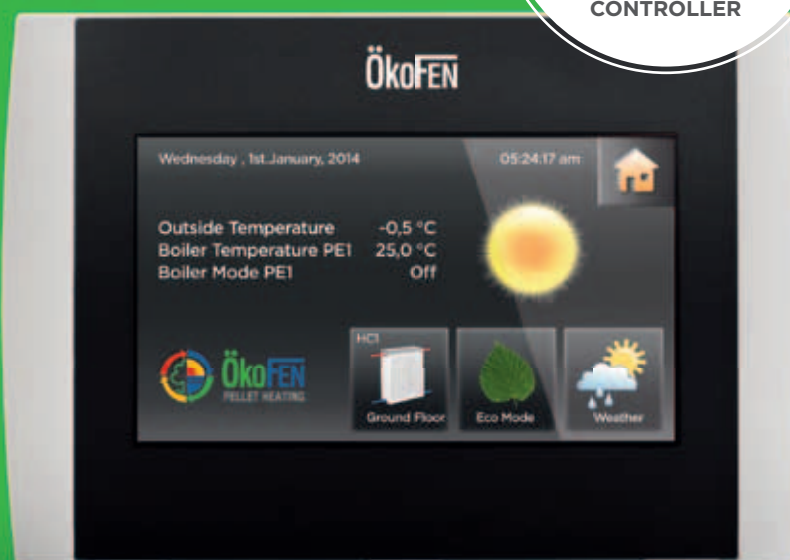 CONTROLLER
ÖkoFEN
Wednesday , 1st January, 2014 05:24:17 am
Outside Temperature -0,5 °C
Boiler Temperature PE1 25,0 °C
Boiler Mode PE1 Off
HC1
ÖkoFEN
PELLET HEATING
Ground Floor Eco Mode Weather